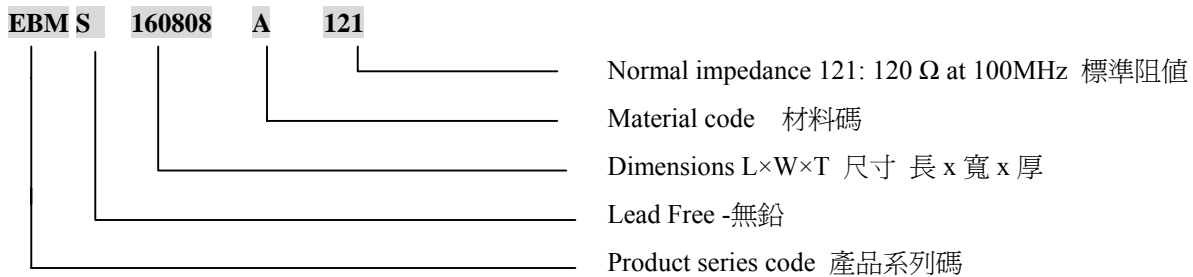 EBM S 160808 A 121
Normal impedance 121: 120 Ω at 100MHz 標準阻值
Material code 材料碼
Dimensions L×W×T 尺寸 長 x 寬 x 厚
Lead Free -無鉛
Product series code 產品系列碼